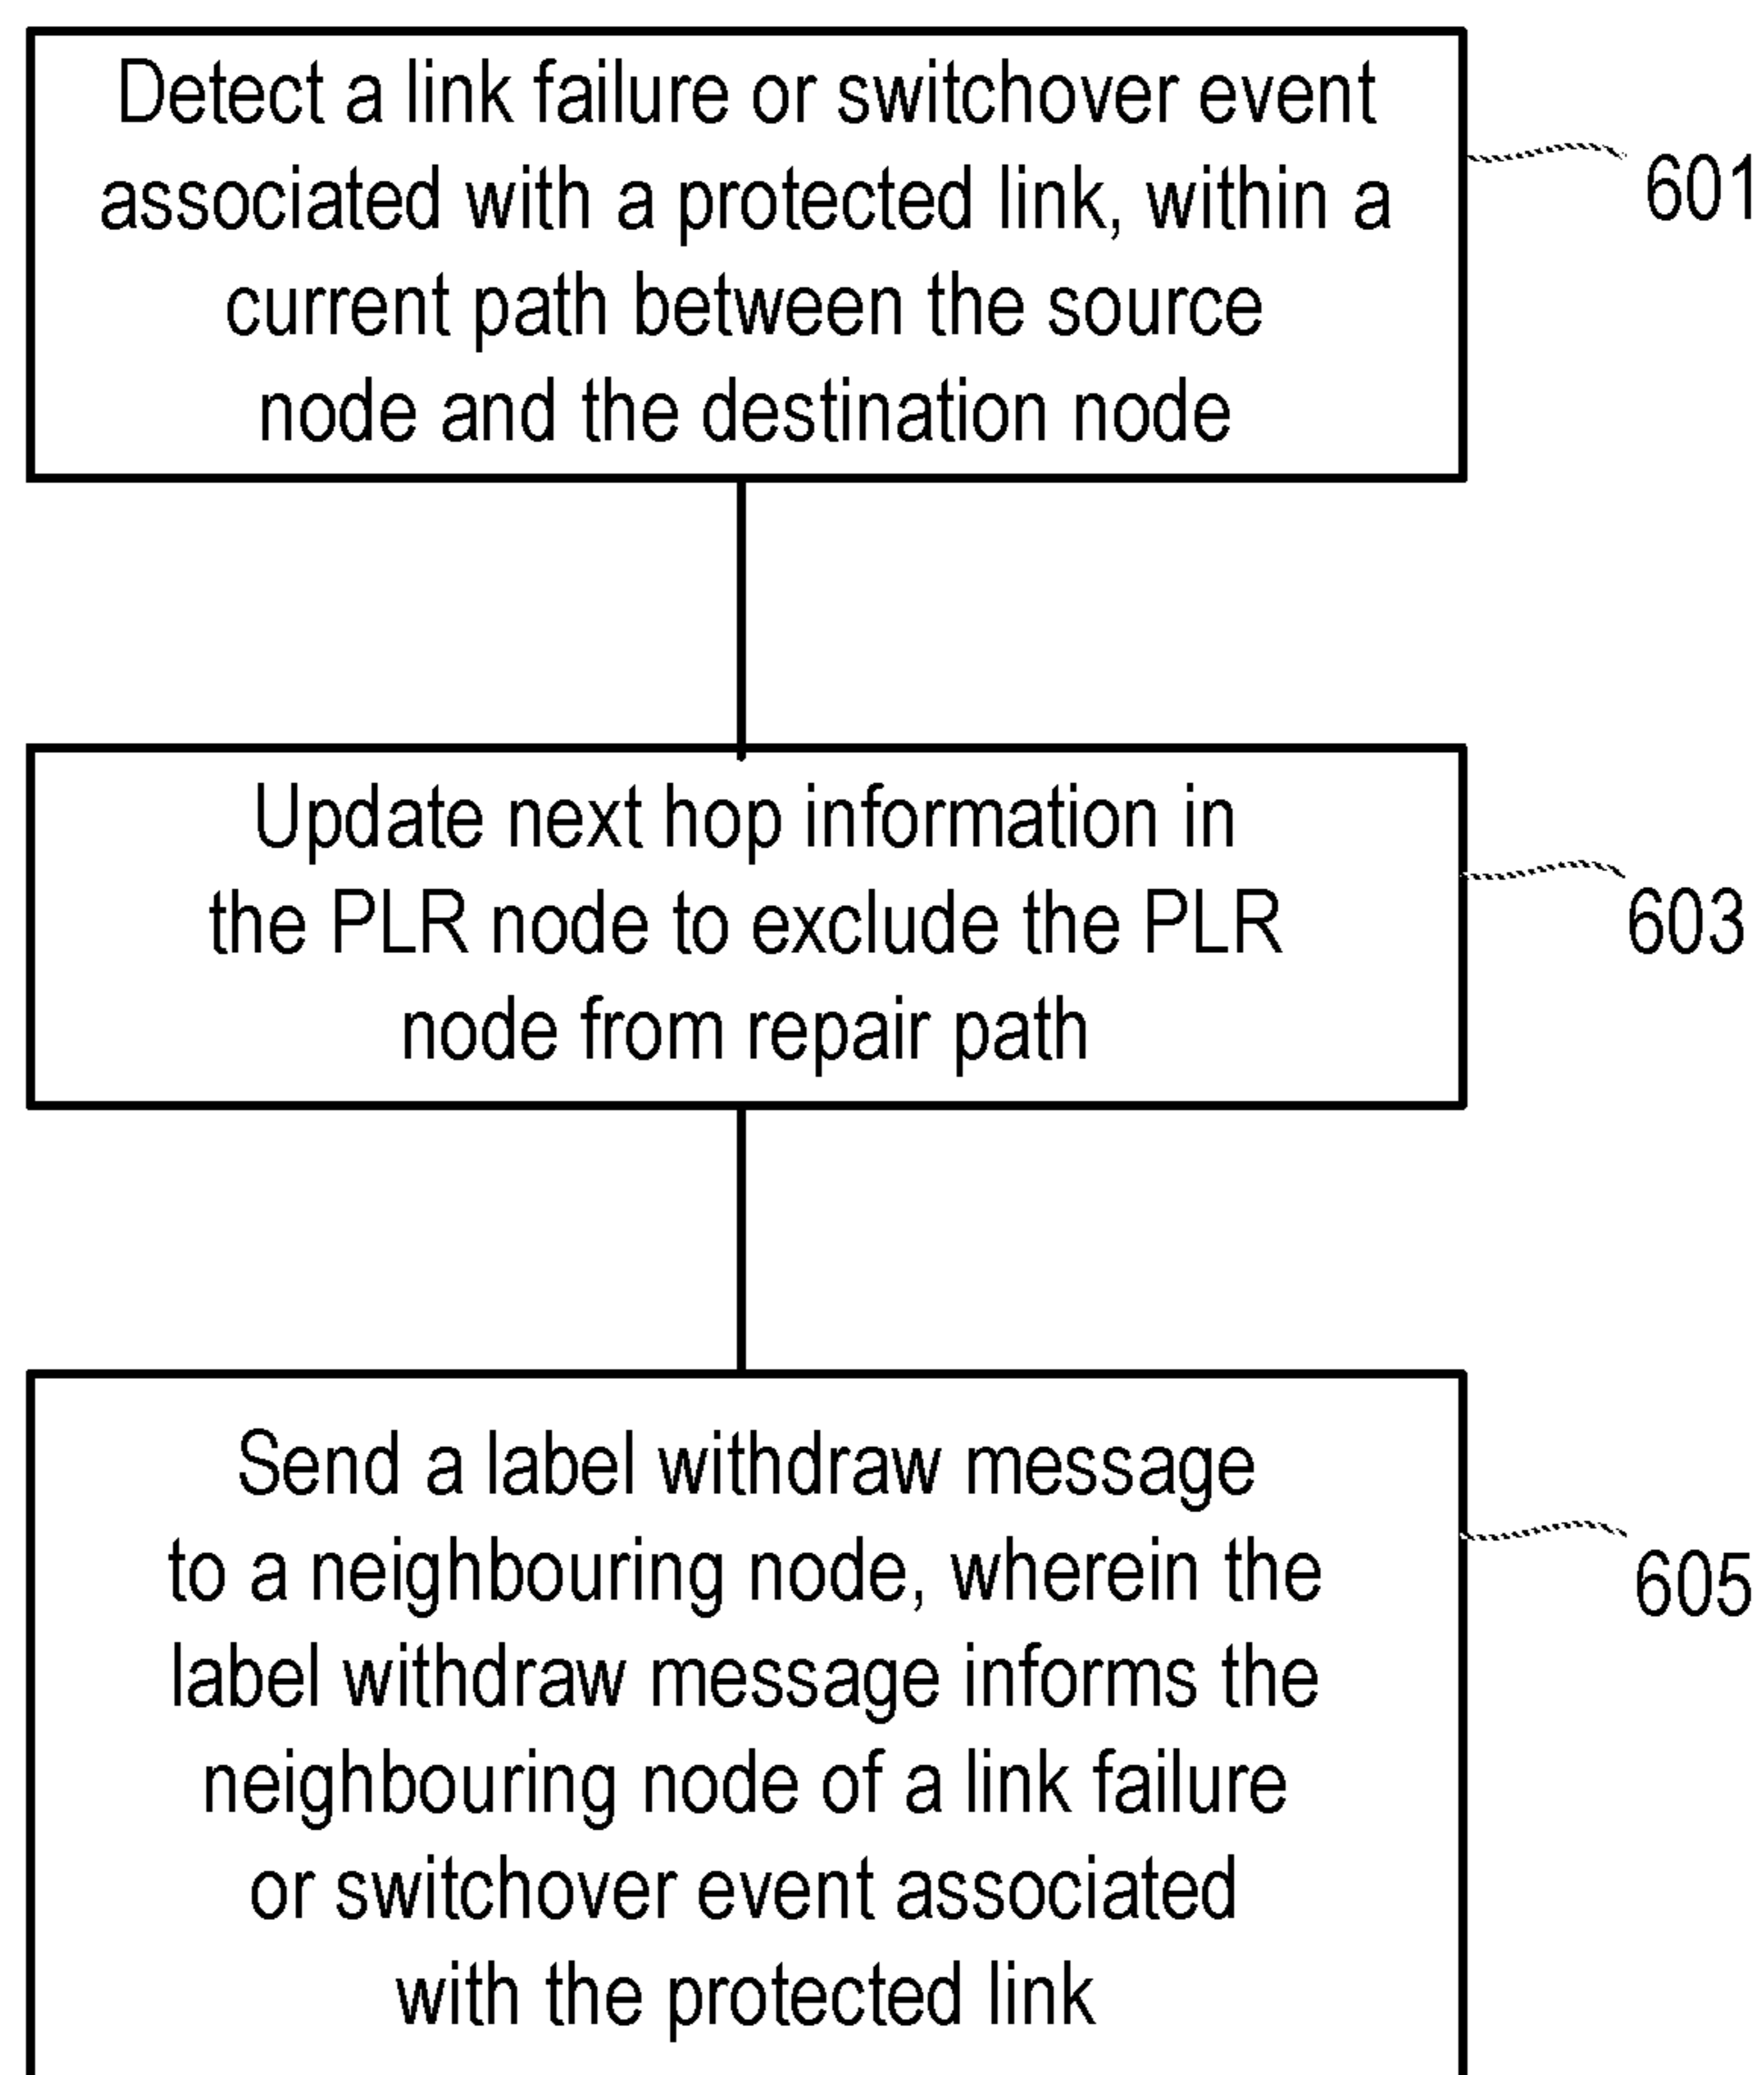 Detect a link failure or switchover event
associated with a protected link, within a
current path between the source
node and the destination node
601
Update next hop information in
the PLR node to exclude the PLR
node from repair path
603
Send a label withdraw message
to a neighbouring node, wherein the
label withdraw message informs the
neighbouring node of a link failure
or switchover event associated
with the protected link
605